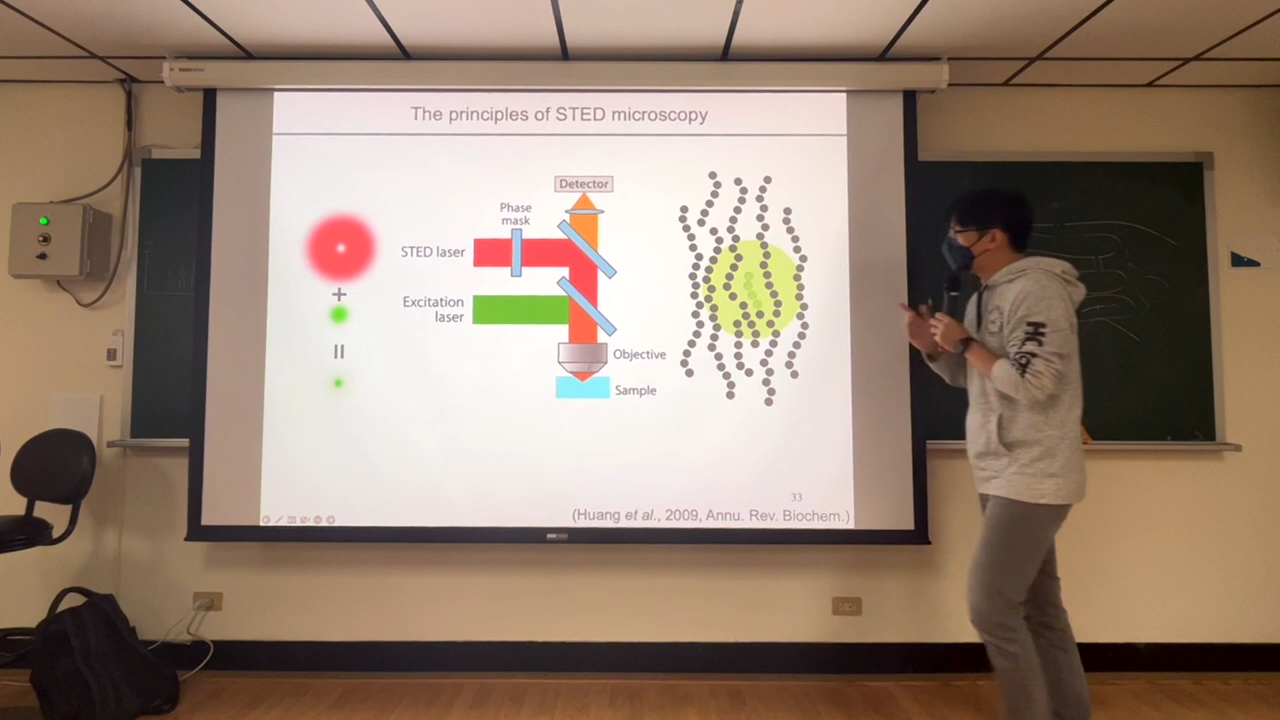 The principles of STED microscopy
Detector
Phase
mask
STED laser
Excitation
laser
Objective
Sample
33
(Huang et al., 2009, Annu. Rev. Biochem.)